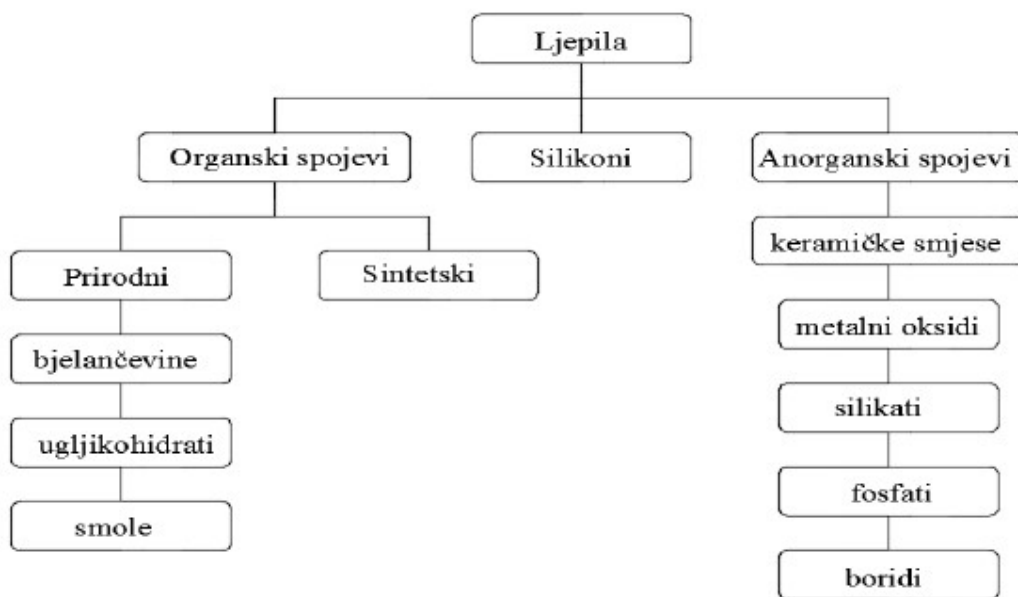 Ljepila
Organski spojevi
Silikoni
Anorganski spojevi
Prirodni
Sintetski
keramičke smjese
bjelančevine
metalni oksidi
ugljikohidrati
silikati
smole
fosfati
boridi